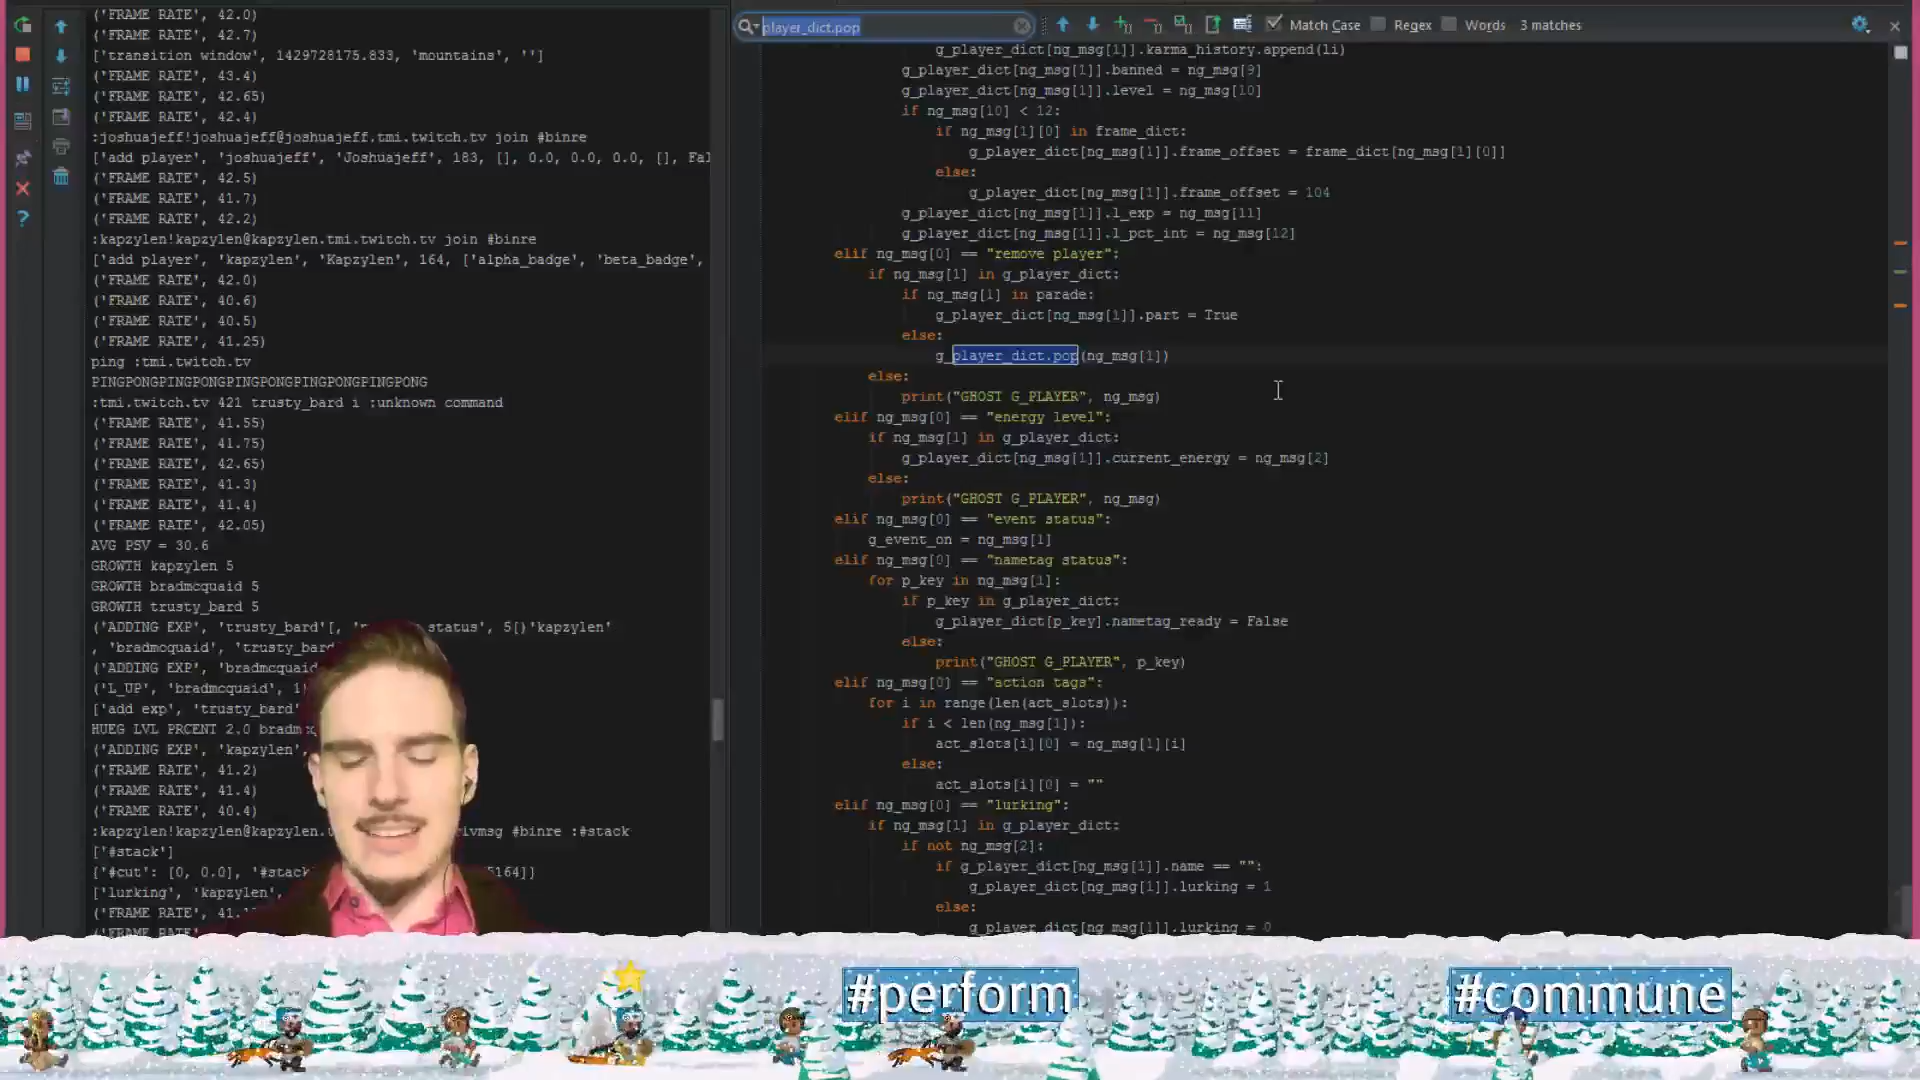 ('FRAME RATE', 42.0)
('FRAME RATE', 42.7)
['transition window', 1429728175.833, 'mountains', '']
('FRAME RATE', 43.4)
('FRAME RATE', 42.65)
('FRAME RATE', 42.4)
:joshuajeff!joshuajeff@joshuajeff.tmi.twitch.tv join #binre
['add player', 'joshuajeff', 'Joshuajeff', 183, [], 0.0, 0.0, 0.0, [], Fal
('FRAME RATE', 42.5)
('FRAME RATE', 41.7)
('FRAME RATE', 42.2)
:kapzylen!kapzylen@kapzylen.tmi.twitch.tv join #binre
['add player', 'kapzylen', 'Kapzylen', 164, ['alpha_badge', 'beta_badge',
('FRAME RATE', 42.0)
('FRAME RATE', 40.6)
('FRAME RATE', 40.5)
('FRAME RATE', 41.25)
ping :tmi.twitch.tv
PINGPONGPINGPONGPINGPONGPINGPONGPINGPONG
:tmi.twitch.tv 421 trusty_bard i :unknown command
('FRAME RATE', 41.55)
('FRAME RATE', 41.75)
('FRAME RATE', 42.65)
('FRAME RATE', 41.3)
('FRAME RATE', 41.4)
('FRAME RATE', 42.05)
AVG PSV = 30.6
GROWTH kapzylen 5
GROWTH bradmcquaid 5
GROWTH trusty_bard 5
('ADDING EXP', 'trusty_bard'[, status', 5[)'kapzylen'
, 'bradmcquaid', 'trusty_bard
('ADDING EXP', 'bradmcquaid
('L_UP', 'bradmcquaid', 1
['add exp', 'trusty_bard'
HUEG LVL PRCENT 2.0 bradm
('ADDING EXP', 'kapzylen',
('FRAME RATE', 41.2)
('FRAME RATE', 41.4)
('FRAME RATE', 40.4)
:kapzylen!kapzylen@kapzylen. ivmsg #binre :#stack
['#stack']
{'#cut': [0, 0.0], '#stack 5164]}
['lurking', 'kapzylen',
('FRAME RATE', 41.
('FRAME RATE',
player_dict.pop
Match Case
Regex
Words
3 matches
g_player_dict[ng_msg[1]].karma_history.append(li)
g_player_dict[ng_msg[1]].banned = ng_msg[9]
g_player_dict[ng_msg[1]].level = ng_msg[10]
if ng_msg[10] < 12:
if ng_msg[1][0] in frame_dict:
g_player_dict[ng_msg[1]].frame_offset = frame_dict[ng_msg[1][0]]
else:
g_player_dict[ng_msg[1]].frame_offset = 104
g_player_dict[ng_msg[1]].l_exp = ng_msg[11]
g_player_dict[ng_msg[1]].l_pct_int = ng_msg[12]
elif ng_msg[0] == "remove player":
if ng_msg[1] in g_player_dict:
if ng_msg[1] in parade:
g_player_dict[ng_msg[1]].part = True
else:
g_player_dict.pop(ng_msg[1])
else:
print("GHOST G_PLAYER", ng_msg)
elif ng_msg[0] == "energy level":
if ng_msg[1] in g_player_dict:
g_player_dict[ng_msg[1]].current_energy = ng_msg[2]
else:
print("GHOST G_PLAYER", ng_msg)
elif ng_msg[0] == "event status":
g_event_on = ng_msg[1]
elif ng_msg[0] == "nametag status":
for p_key in ng_msg[1]:
if p_key in g_player_dict:
g_player_dict[p_key].nametag_ready = False
else:
print("GHOST G_PLAYER", p_key)
elif ng_msg[0] == "action tags":
for i in range(len(act_slots)):
if i < len(ng_msg[1]):
act_slots[i][0] = ng_msg[1][i]
else:
act_slots[i][0] = ""
elif ng_msg[0] == "lurking":
if ng_msg[1] in g_player_dict:
if not ng_msg[2]:
if g_player_dict[ng_msg[1]].name == "":
g_player_dict[ng_msg[1]].lurking = 1
else:
g_player_dict[ng_msg[1]].lurking = 0
#perform
#commune